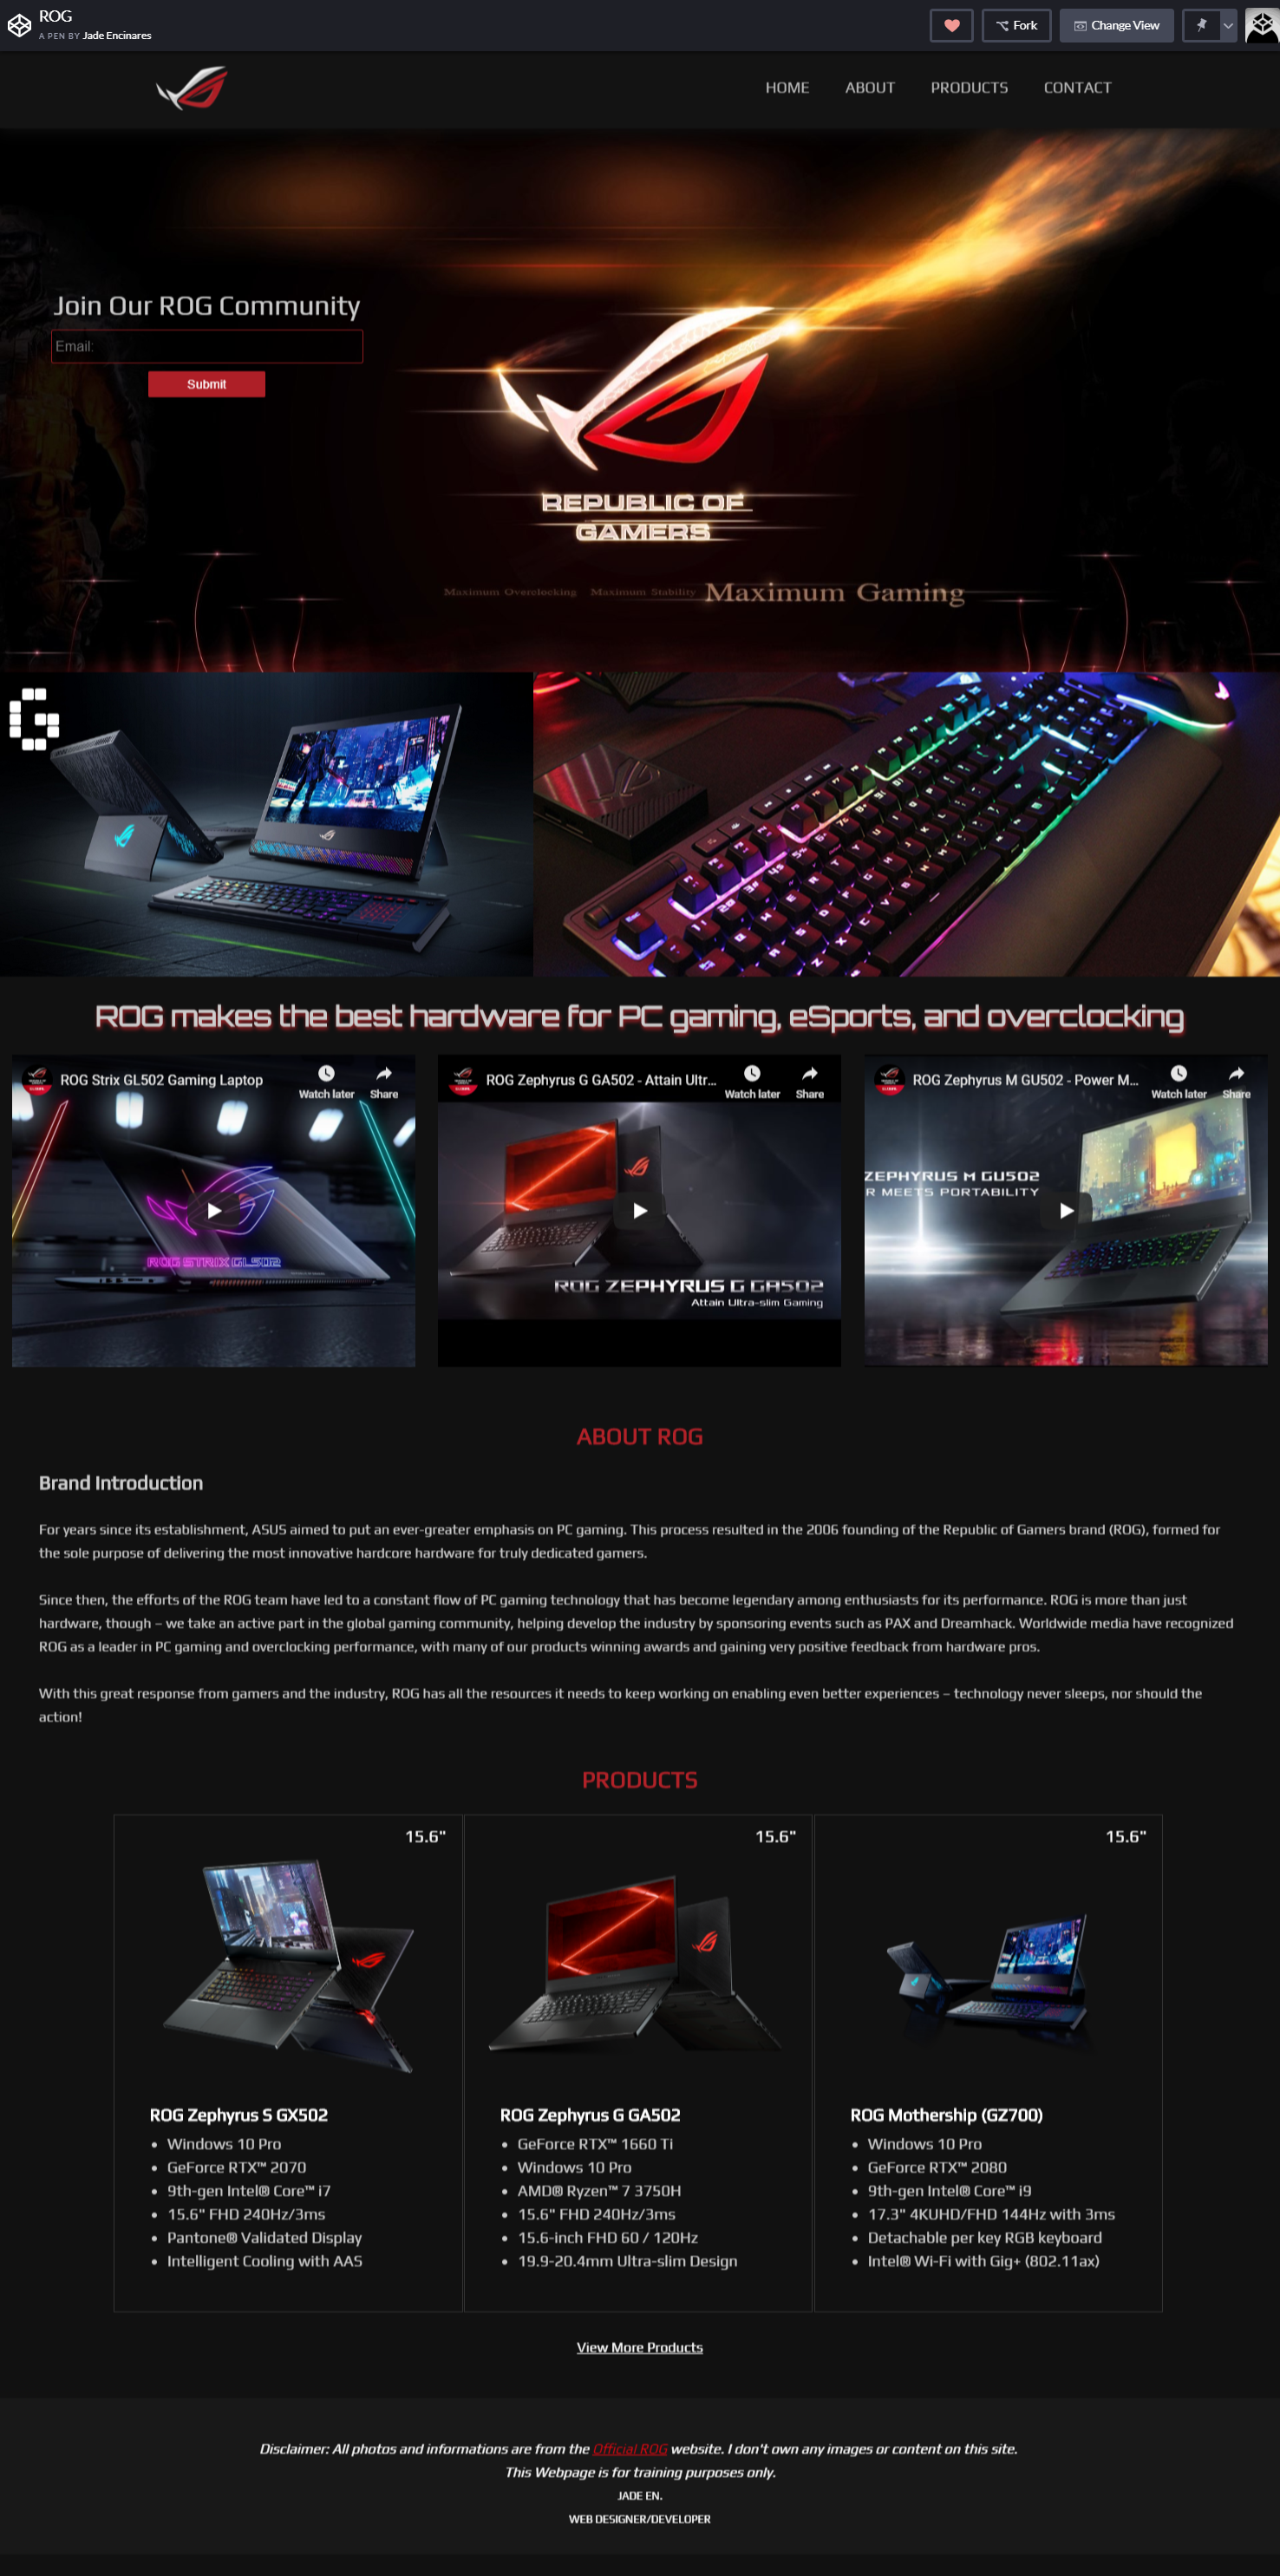 ROG
A PEN BY Jade Encinares
Fork
Change View
HOME
ABOUT
PRODUCTS
CONTACT
Join Our ROG Community
Email:
Submit
REPUBLIC OF
GAMERS
Maximum Overclocking Maximum Stability Maximum Gaming
G
ROG makes the best hardware for PC gaming, eSports, and overclocking
ROG Strix GL502 Gaming Laptop
Watch later
Share
ROG STRIX GL502
ROG Zephyrus G GA502 - Attain Ultr...
Watch later
Share
ROG ZEPHYRUS G GA502
Attain Ultra-slim Gaming
ROG Zephyrus M GU502 - Power M...
Watch later
Share
ZEPHYRUS M GU502
R MEETS PORTABILITY
ABOUT ROG
Brand Introduction
For years since its establishment, ASUS aimed to put an ever-greater emphasis on PC gaming. This process resulted in the 2006 founding of the Republic of Gamers brand (ROG), formed for
the sole purpose of delivering the most innovative hardcore hardware for truly dedicated gamers.
Since then, the efforts of the ROG team have led to a constant flow of PC gaming technology that has become legendary among enthusiasts for its performance. ROG is more than just
hardware, though – we take an active part in the global gaming community, helping develop the industry by sponsoring events such as PAX and Dreamhack. Worldwide media have recognized
ROG as a leader in PC gaming and overclocking performance, with many of our products winning awards and gaining very positive feedback from hardware pros.
With this great response from gamers and the industry, ROG has all the resources it needs to keep working on enabling even better experiences – technology never sleeps, nor should the
action!
PRODUCTS
15.6"
ROG Zephyrus S GX502
• Windows 10 Pro
• GeForce RTX™ 2070
• 9th-gen Intel® Core™ i7
• 15.6" FHD 240Hz/3ms
• Pantone® Validated Display
• Intelligent Cooling with AAS
15.6"
ROG Zephyrus G GA502
• GeForce RTX™ 1660 Ti
• Windows 10 Pro
• AMD® Ryzen™ 7 3750H
• 15.6" FHD 240Hz/3ms
• 15.6-inch FHD 60 / 120Hz
• 19.9-20.4mm Ultra-slim Design
15.6"
ROG Mothership (GZ700)
• Windows 10 Pro
• GeForce RTX™ 2080
• 9th-gen Intel® Core™ i9
• 17.3" 4KUHD/FHD 144Hz with 3ms
• Detachable per key RGB keyboard
• Intel® Wi-Fi with Gig+ (802.11ax)
View More Products
Disclaimer: All photos and informations are from the Official ROG website. I don't own any images or content on this site.
This Webpage is for training purposes only.
JADE EN.
WEB DESIGNER/DEVELOPER